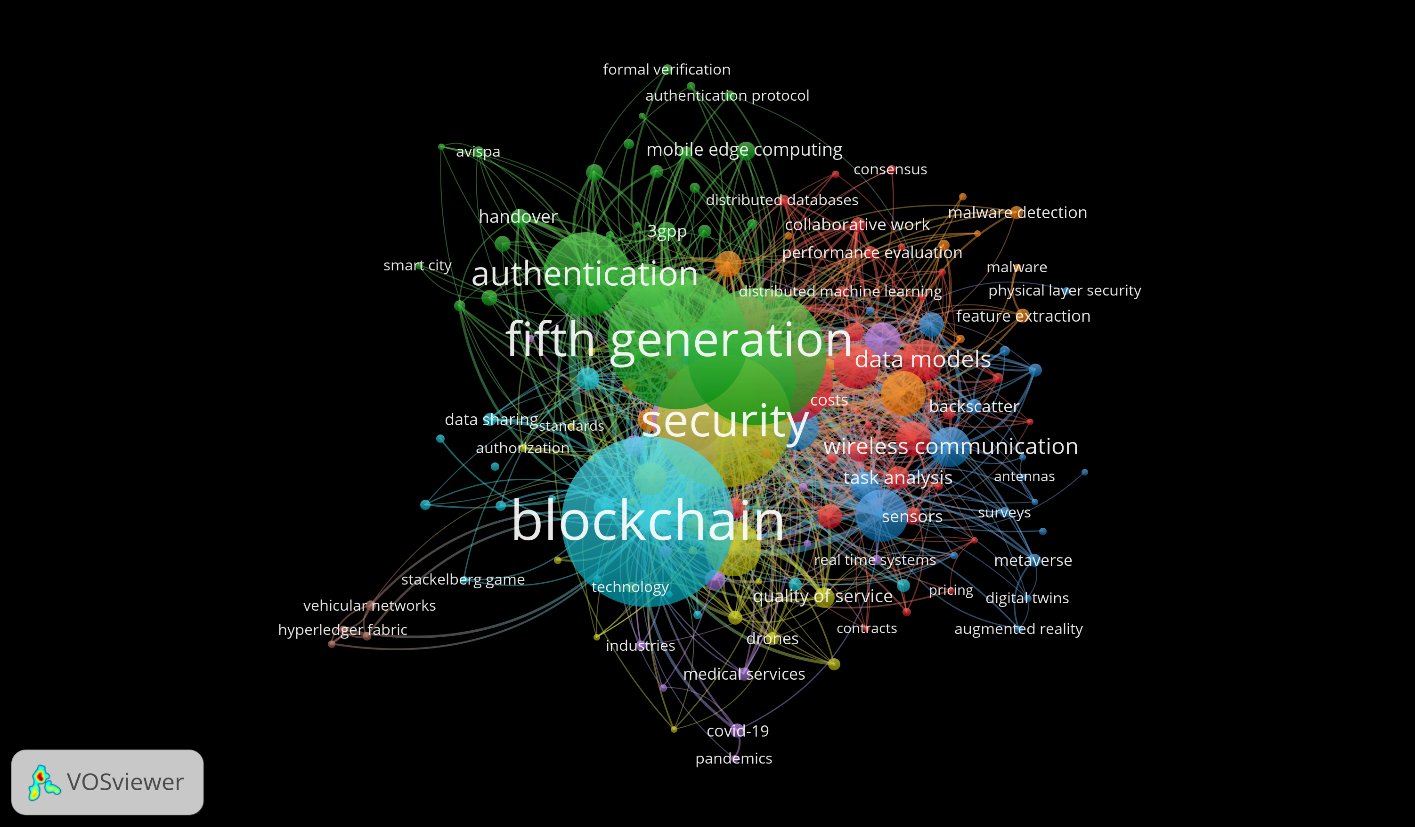 formal verification
authentication protocol
mobile edge computing
avispa
consensus
distributed databases
malware detection
handover
collaborative work
3gpp
performance evaluation
smart city
malware
authentication
distributed machine learning
physical layer security
feature extraction
fifth generation
data models
costs
backscatter
data sharing
standards
security
authorization
wireless communication
task analysis
antennas
sensors
surveys
blockchain
real time systems
metaverse
stackelberg game
technology
pricing
quality of service
digital twins
vehicular networks
hyperledger fabric
contracts
augmented reality
drones
industries
medical services
covid-19
pandemics
VOSviewer